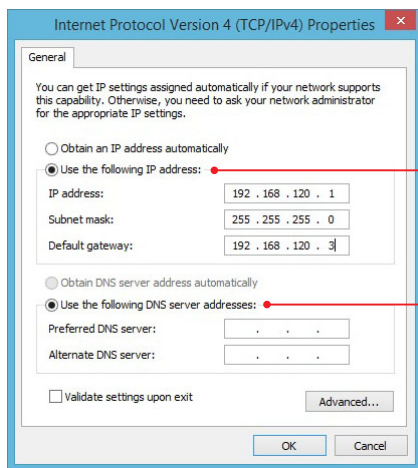 Internet Protocol Version 4 (TCP/IPv4) Properties
General
You can get IP settings assigned automatically if your network supports
this capability. Otherwise, you need to ask your network administrator
for the appropriate IP settings.
Obtain an IP address automatically
Use the following IP address:
IP address: 192 . 168 . 120 . 1
Subnet mask: 255 . 255 . 255 . 0
Default gateway: 192 . 168 . 120 . 3
Obtain DNS server address automatically
Use the following DNS server addresses:
Preferred DNS server: . . .
Alternate DNS server: . . .
Validate settings upon exit
Advanced...
OK Cancel